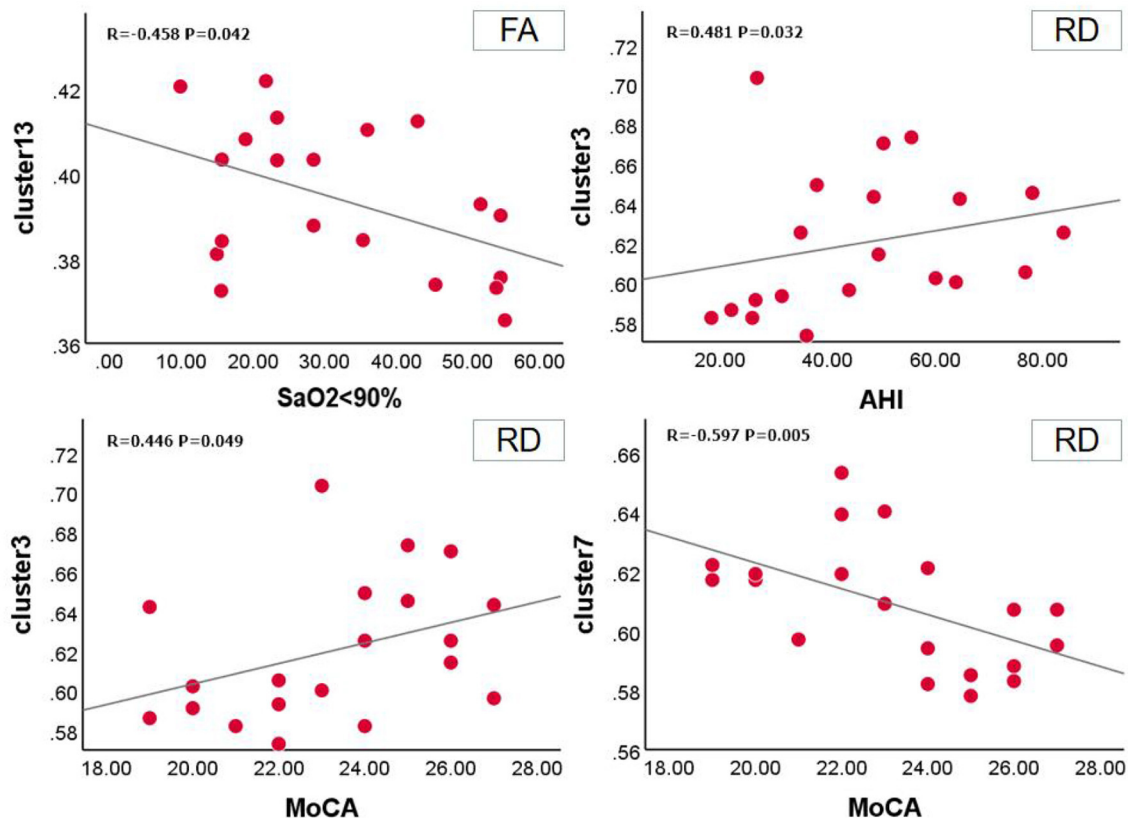 R=-0.458 P=0.042
FA
.42
.40
.38
.36
cluster13
.00 10.00 20.00 30.00 40.00 50.00 60.00
SaO2<90%
R=0.481 P=0.032
RD
.72
.70
.68
.66
.64
.62
.60
.58
cluster3
20.00 40.00 60.00 80.00
AHI
R=0.446 P=0.049
RD
.72
.70
.68
.66
.64
.62
.60
.58
cluster3
18.00 20.00 22.00 24.00 26.00 28.00
MoCA
R=-0.597 P=0.005
RD
.66
.64
.62
.60
.58
.56
cluster7
18.00 20.00 22.00 24.00 26.00 28.00
MoCA